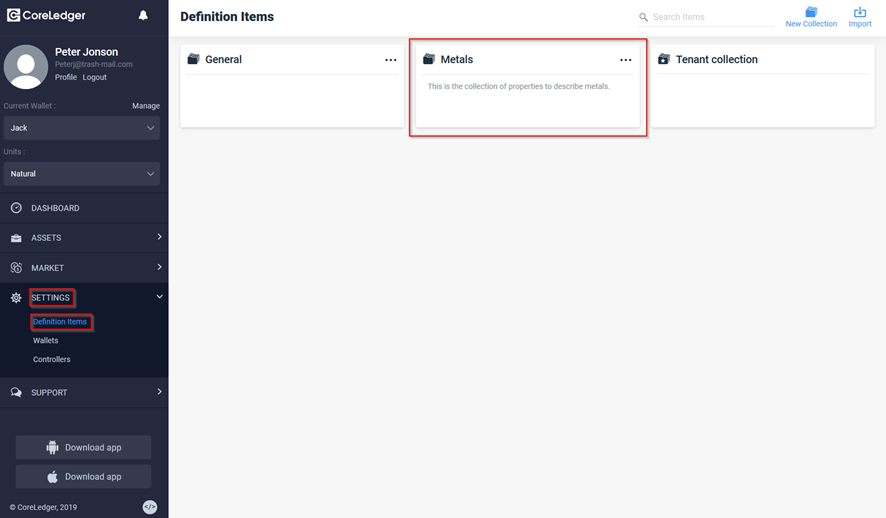 CoreLedger
Peter Jonson
Peterj@trash-mail.com
Profile Logout
Current Wallet : Manage
Jack
Units :
Natural
DASHBOARD
ASSETS
MARKET
SETTINGS
Definition Items
Wallets
Controllers
SUPPORT
Download app
Download app
© CoreLedger, 2019
</>
Definition Items
Search Items
New Collection
Import
General
Metals
This is the collection of properties to describe metals.
Tenant collection